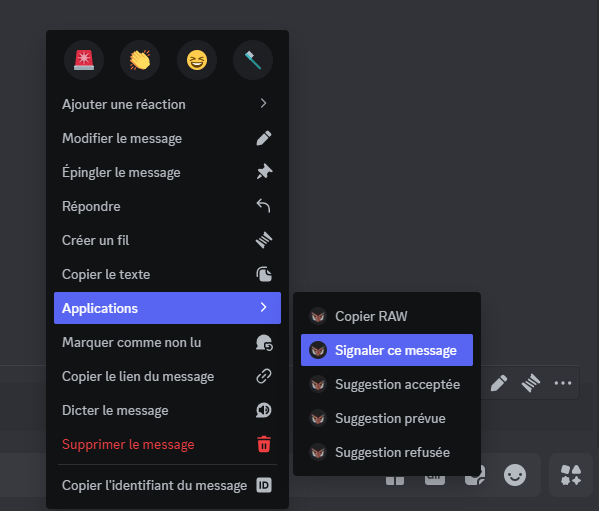 Ajouter une réaction
Modifier le message
Épingler le message
Répondre
Créer un fil
Copier le texte
Applications
Marquer comme non lu
Copier le lien du message
Dicter le message
Supprimer le message
Copier l'identifiant du message
ID
Copier RAW
Signaler ce message
Suggestion acceptée
Suggestion prévue
Suggestion refusée
GIF